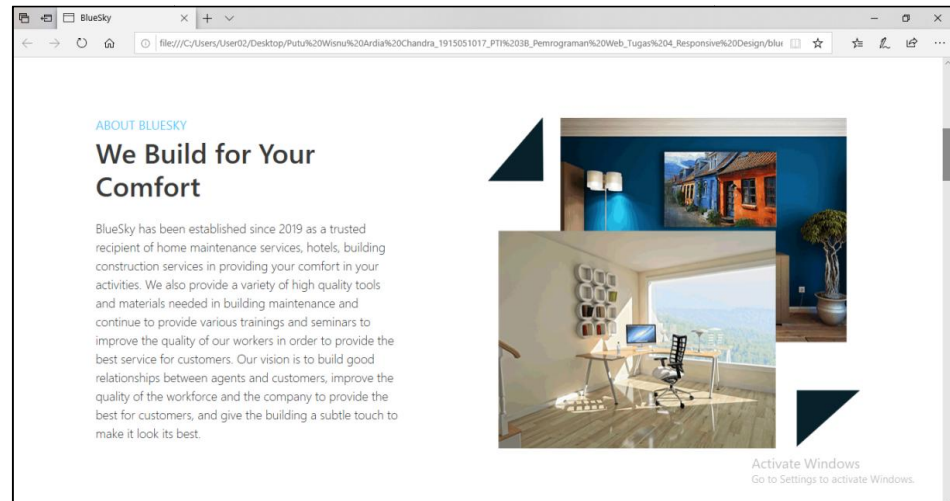 BlueSky
file:///C:/Users/User02/Desktop/Putu%20Wisnu%20Ardia%20Chandra_1915051017_PTI%203B_Pemrograman%20Web_Tugas%204_Responsive%20Design/blue
ABOUT BLUESKY
We Build for Your
Comfort
BlueSky has been established since 2019 as a trusted
recipient of home maintenance services, hotels, building
construction services in providing your comfort in your
activities. We also provide a variety of high quality tools
and materials needed in building maintenance and
continue to provide various trainings and seminars to
improve the quality of our workers in order to provide the
best service for customers. Our vision is to build good
relationships between agents and customers, improve the
quality of the workforce and the company to provide the
best for customers, and give the building a subtle touch to
make it look its best.
Activate Windows
Go to Settings to activate Windows.